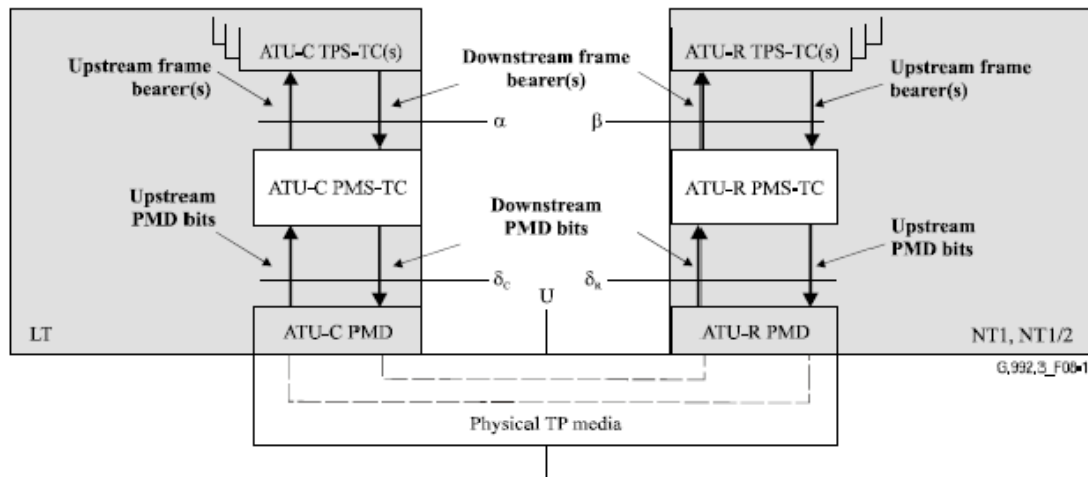 ATU-C TPS-TC(s)
ATU-R TPS-TC(s)
Upstream frame
bearer(s)
Downstream frame
bearer(s)
Upstream frame
bearer(s)
α
β
ATU-C PMS-TC
ATU-R PMS-TC
Upstream
PMD bits
Downstream
PMD bits
Upstream
PMD bits
δC
δR
U
LT
ATU-C PMD
ATU-R PMD
NT1, NT1/2
G.992.3_F08-1
Physical TP media